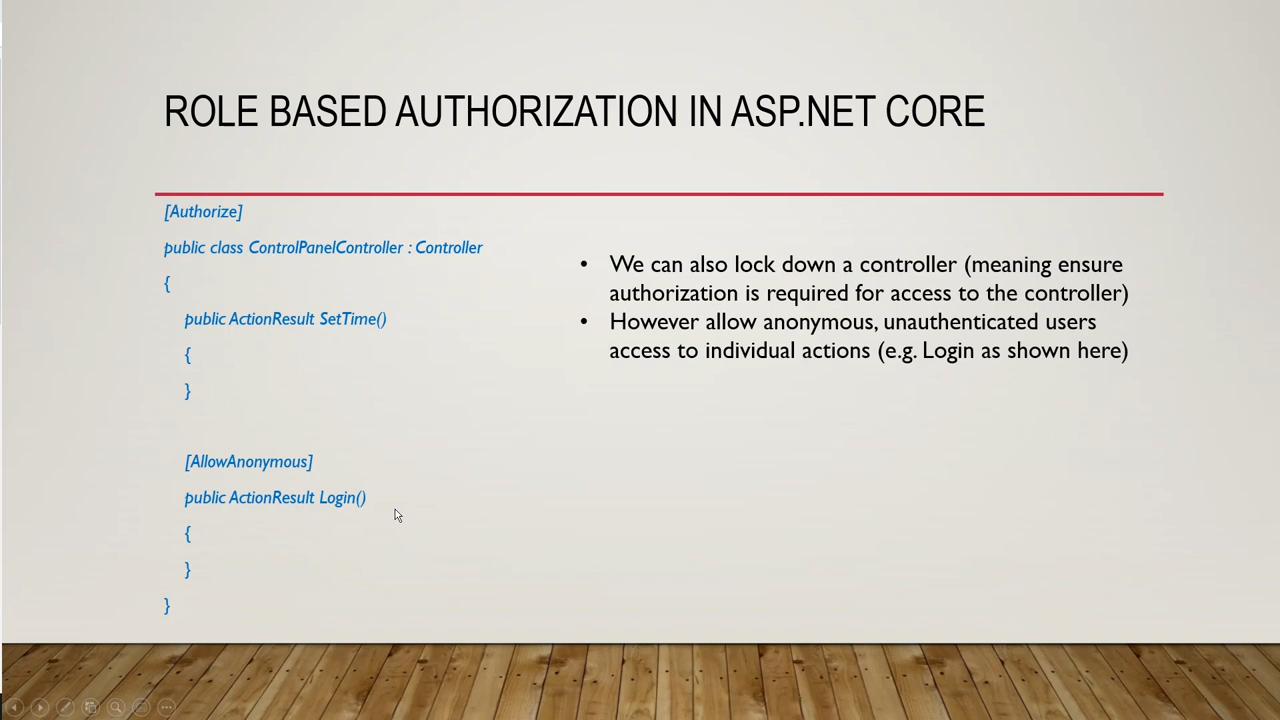 ROLE BASED AUTHORIZATION IN ASP.NET CORE
[Authorize]
public class ControlPanelController : Controller
{
public ActionResult SetTime()
{
}
[AllowAnonymous]
public ActionResult Login()
{
}
}
• We can also lock down a controller (meaning ensure
authorization is required for access to the controller)
• However allow anonymous, unauthenticated users
access to individual actions (e.g. Login as shown here)